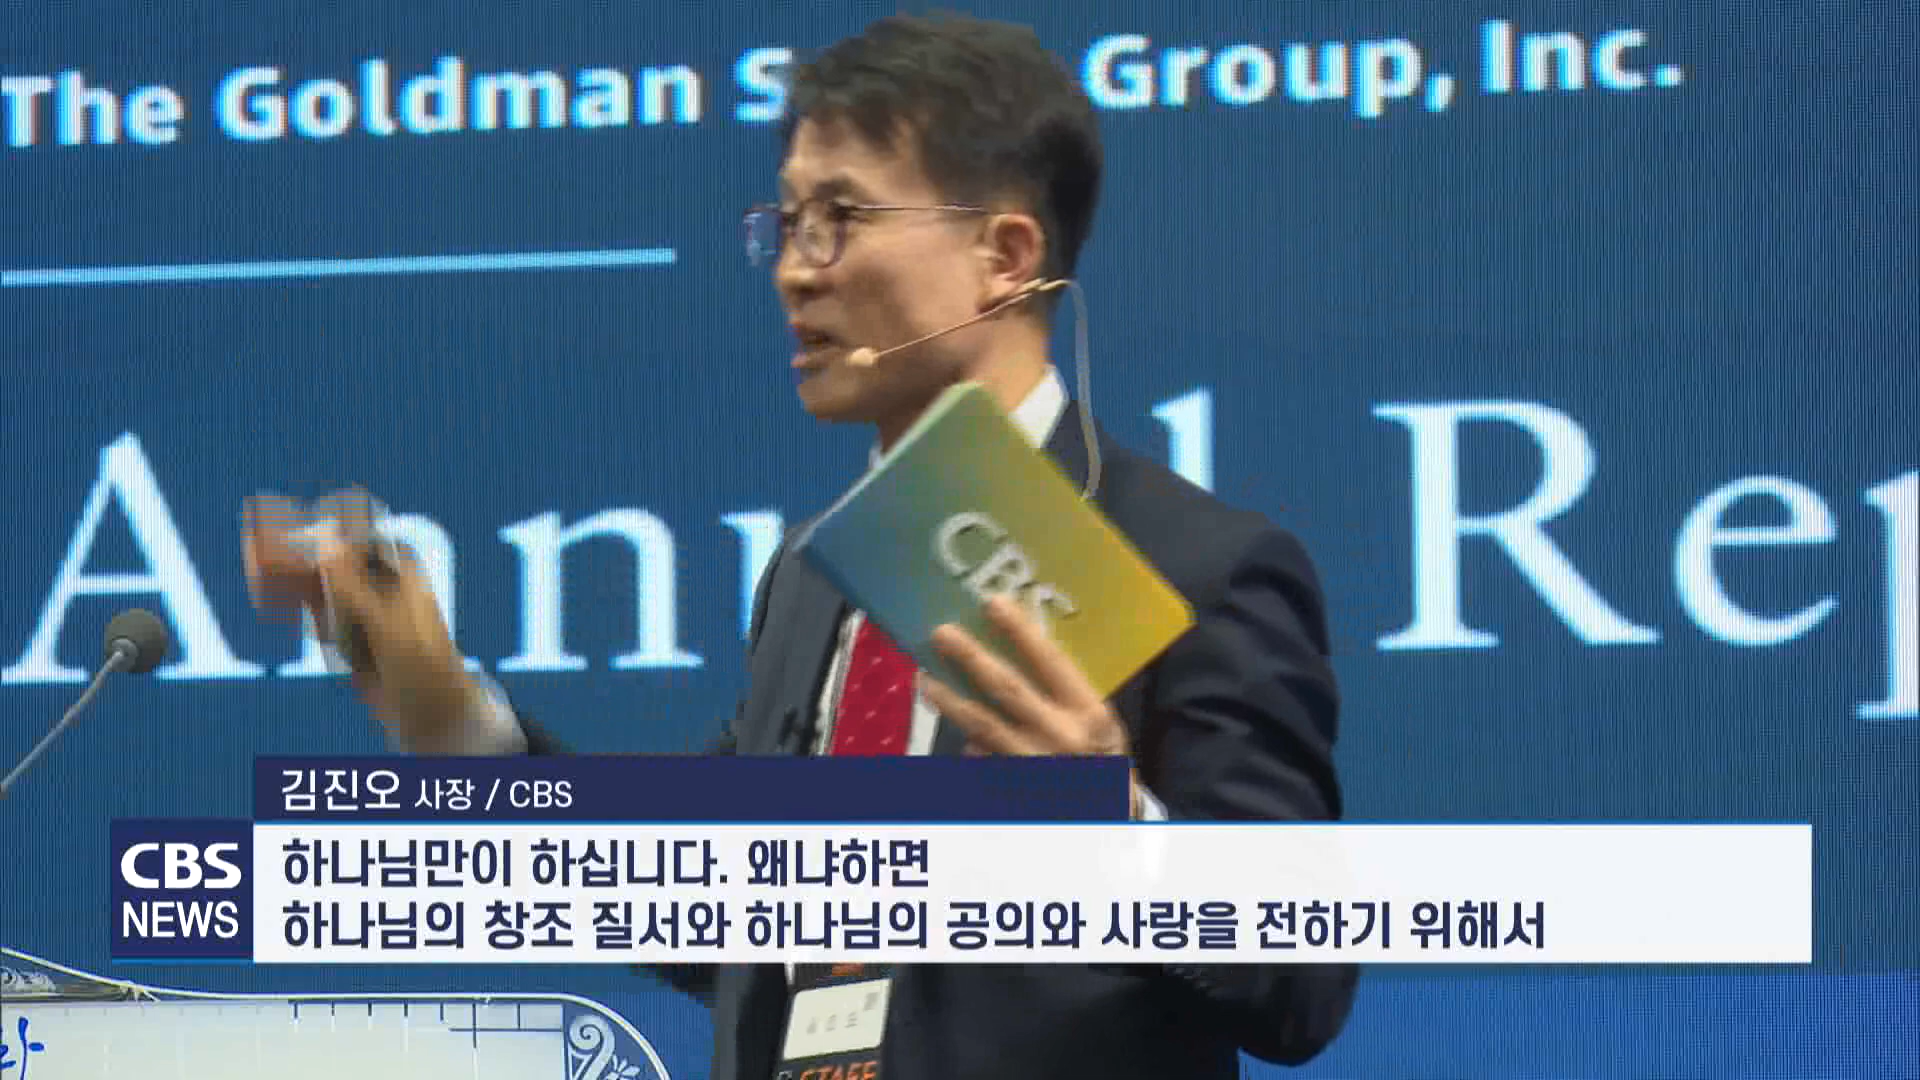 The Goldman S Group, Inc.
Annu l Rep
CBS
김진오 사장 / CBS
CBS
NEWS
하나님만이 하십니다. 왜냐하면
하나님의 창조 질서와 하나님의 공의와 사랑을 전하기 위해서
STAFF